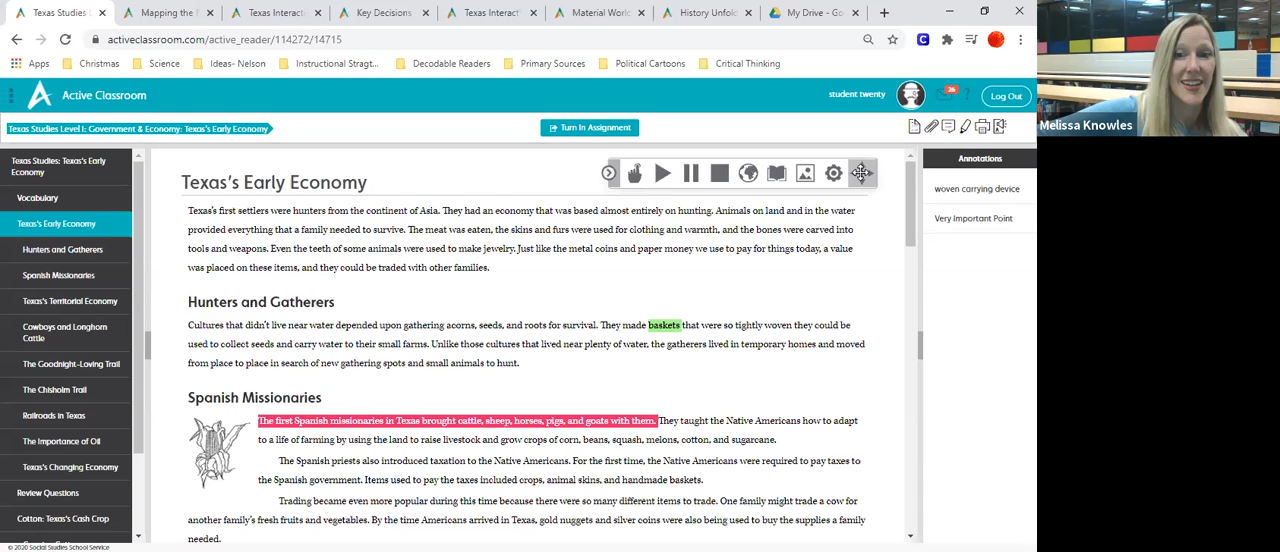 Texas Studies L
Mapping the F
Texas Interact
Key Decisions
Texas Interact
Material World
History Unfold
My Drive - Go
activeclassroom.com/active_reader/114272/14715
Apps
Christmas
Science
Ideas- Nelson
Instructional Stragt...
Decodable Readers
Primary Sources
Political Cartoons
Critical Thinking
Active Classroom
student twenty
26
?
Log Out
Texas Studies Level I: Government & Economy: Texas's Early Economy
Turn In Assignment
Texas Studies: Texas's Early
Economy
Vocabulary
Texas's Early Economy
Hunters and Gatherers
Spanish Missionaries
Texas's Territorial Economy
Cowboys and Longhorn
Cattle
The Goodnight-Loving Trail
The Chisholm Trail
Railroads in Texas
The Importance of Oil
Texas's Changing Economy
Review Questions
Cotton: Texas's Cash Crop
© 2020 Social Studies School Service
Texas's Early Economy
Texas's first settlers were hunters from the continent of Asia. They had an economy that was based almost entirely on hunting. Animals on land and in the water
provided everything that a family needed to survive. The meat was eaten, the skins and furs were used for clothing and warmth, and the bones were carved into
tools and weapons. Even the teeth of some animals were used to make jewelry. Just like the metal coins and paper money we use to pay for things today, a value
was placed on these items, and they could be traded with other families.
Hunters and Gatherers
Cultures that didn't live near water depended upon gathering acorns, seeds, and roots for survival. They made baskets that were so tightly woven they could be
used to collect seeds and carry water to their small farms. Unlike those cultures that lived near plenty of water, the gatherers lived in temporary homes and moved
from place to place in search of new gathering spots and small animals to hunt.
Spanish Missionaries
The first Spanish missionaries in Texas brought cattle, sheep, horses, pigs, and goats with them. They taught the Native Americans how to adapt
to a life of farming by using the land to raise livestock and grow crops of corn, beans, squash, melons, cotton, and sugarcane.
The Spanish priests also introduced taxation to the Native Americans. For the first time, the Native Americans were required to pay taxes to
the Spanish government. Items used to pay the taxes included crops, animal skins, and handmade baskets.
Trading became even more popular during this time because there were so many different items to trade. One family might trade a cow for
another family's fresh fruits and vegetables. By the time Americans arrived in Texas, gold nuggets and silver coins were also being used to buy the supplies a family
needed.
Annotations
woven carrying device
Very Important Point
Melissa Knowles